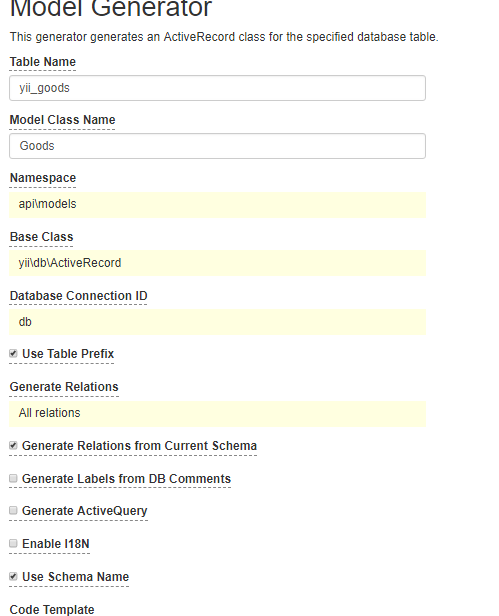 Model Generator
This generator generates an ActiveRecord class for the specified database table.
Table Name
yii_goods
Model Class Name
Goods
Namespace
api\models
Base Class
yii\db\ActiveRecord
Database Connection ID
db
Use Table Prefix
Generate Relations
All relations
Generate Relations from Current Schema
Generate Labels from DB Comments
Generate ActiveQuery
Enable I18N
Use Schema Name
Code Template